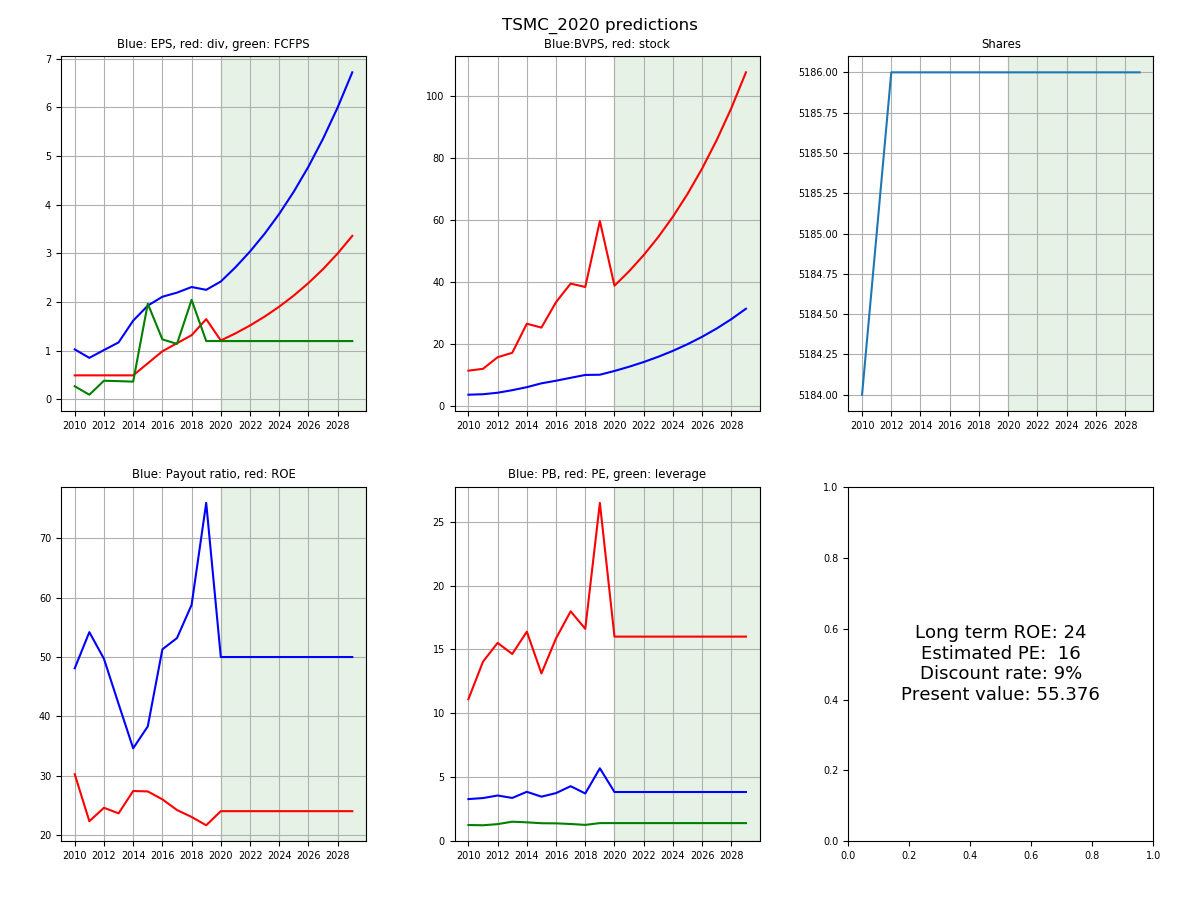 TSMC_2020 predictions
Blue: EPS, red: div, green: FCFPS
7
6
5
4
3
2
1
0
2010 2012 2014 2016 2018 2020 2022 2024 2026 2028
Blue:BVPS, red: stock
100
80
60
40
20
0
2010 2012 2014 2016 2018 2020 2022 2024 2026 2028
Shares
5186.00
5185.75
5185.50
5185.25
5185.00
5184.75
5184.50
5184.25
5184.00
2010 2012 2014 2016 2018 2020 2022 2024 2026 2028
Blue: Payout ratio, red: ROE
70
60
50
40
30
20
2010 2012 2014 2016 2018 2020 2022 2024 2026 2028
Blue: PB, red: PE, green: leverage
25
20
15
10
5
0
2010 2012 2014 2016 2018 2020 2022 2024 2026 2028
1.0
0.8
0.6
0.4
0.2
0.0
0.0 0.2 0.4 0.6 0.8 1.0
Long term ROE: 24
Estimated PE:  16
Discount rate: 9%
Present value: 55.376